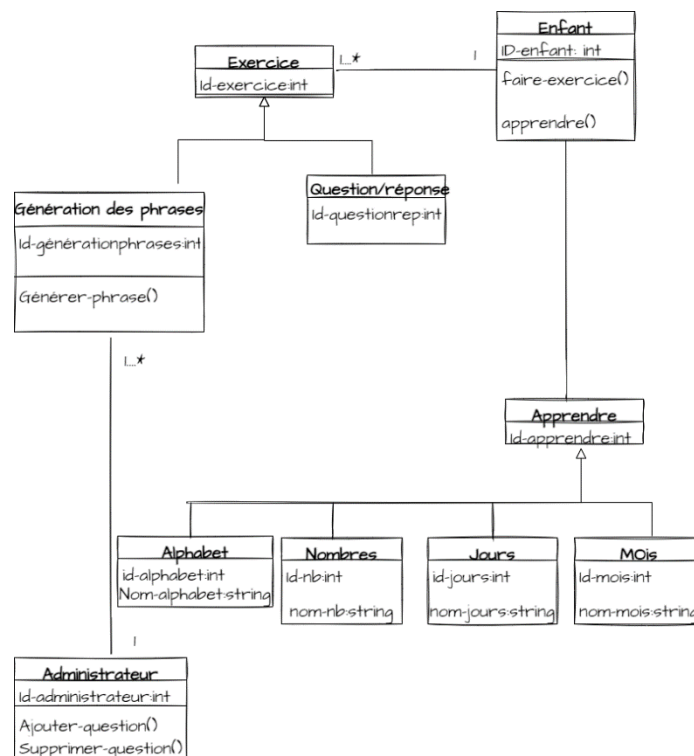 Enfant
ID-enfant: int
faire-exercice()
apprendre()
1...*
1
Exercice
Id-exercice:int
Génération des phrases
Id-générationphrases:int
Générer-phrase()
Question/réponse
Id-questionrep:int
1...*
Apprendre
Id-apprendre:int
Alphabet
id-alphabet:int
Nom-alphabet:string
Nombres
Id-nb:int
nom-nb:string
Jours
id-jours:int
nom-jours:string
MOis
Id-mois:int
nom-mois:string
1
Administrateur
Id-administrateur:int
Ajouter-question()
Supprimer-question()